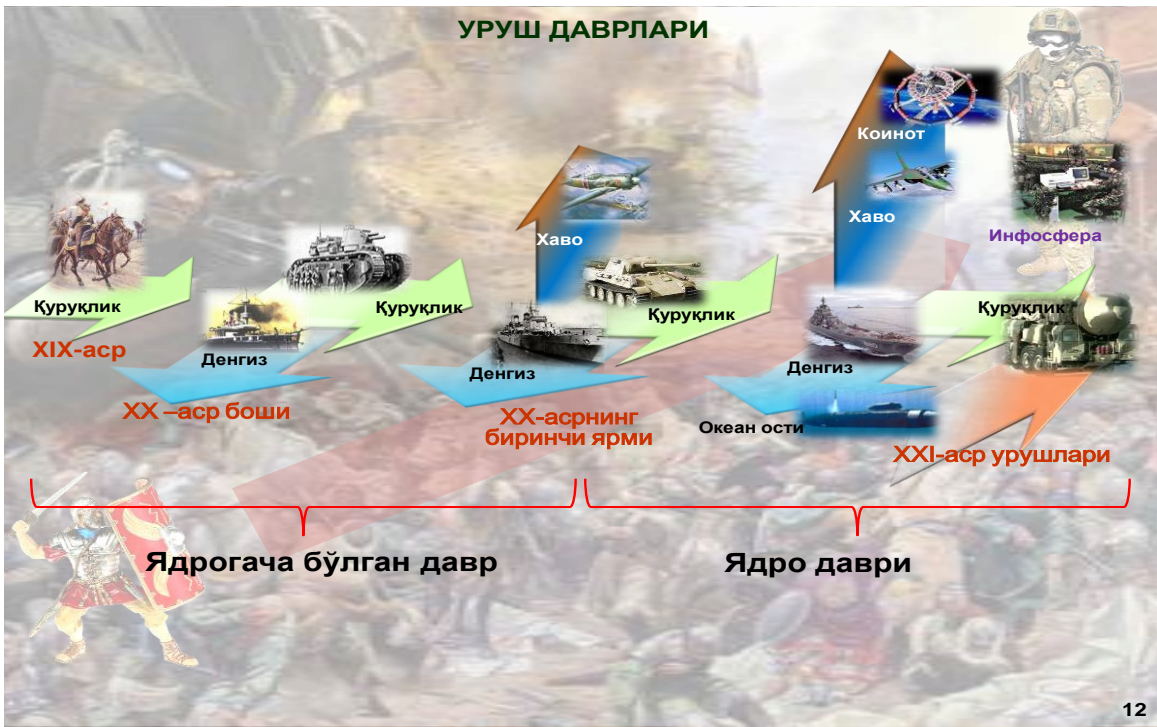 УРУШ ДАВРЛАРИ
Коинот
Хаво
Инфосфера
Хаво
Қуруқлик
Қуруқлик
Қуруқлик
Қуруқлик
XIX-аср
Денгиз
Денгиз
Денгиз
XX –аср боши
XX-асрнинг
биринчи ярми
Океан ости
XXI-аср урушлари
Ядрогача бўлган давр
Ядро даври
12